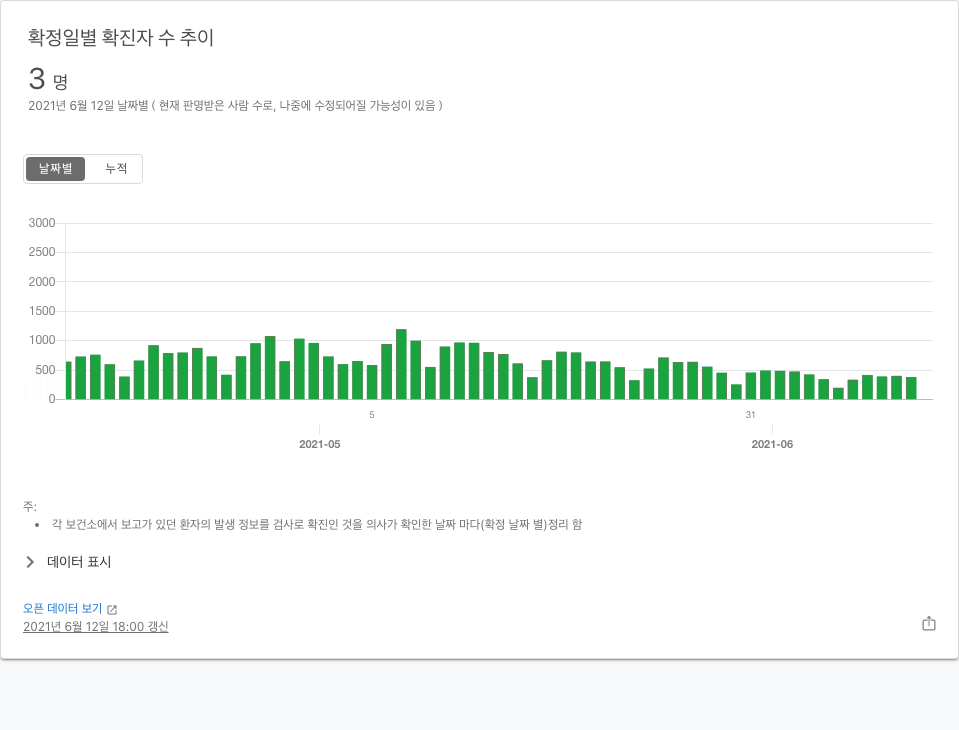 확정일별 확진자 수 추이
3 명
2021년 6월 12일 날짜별 ( 현재 판명받은 사람 수로, 나중에 수정되어질 가능성이 있음 )
날짜별 누적
3000
2500
2000
1500
1000
500
0
5 31
2021-05 2021-06
주:
• 각 보건소에서 보고가 있던 환자의 발생 정보를 검사로 확진인 것을 의사가 확인한 날짜 마다(확정 날짜 별)정리 함
데이터 표시
오픈 데이터 보기
2021년 6월 12일 18:00 갱신